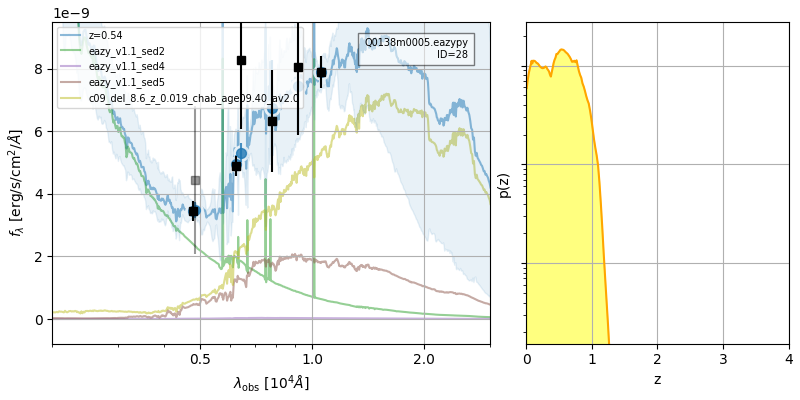 1e−9
z=0.54
eazy_v1.1_sed2
eazy_v1.1_sed4
eazy_v1.1_sed5
c09_del_8.6_z_0.019_chab_age09.40_av2.0
Q0138m0005.eazypy
ID=28
8
6
4
2
0
fλ [erg/s/cm²/Å]
0.5
1.0
2.0
λobs [10⁴Å]
p(z)
0
1
2
3
4
z